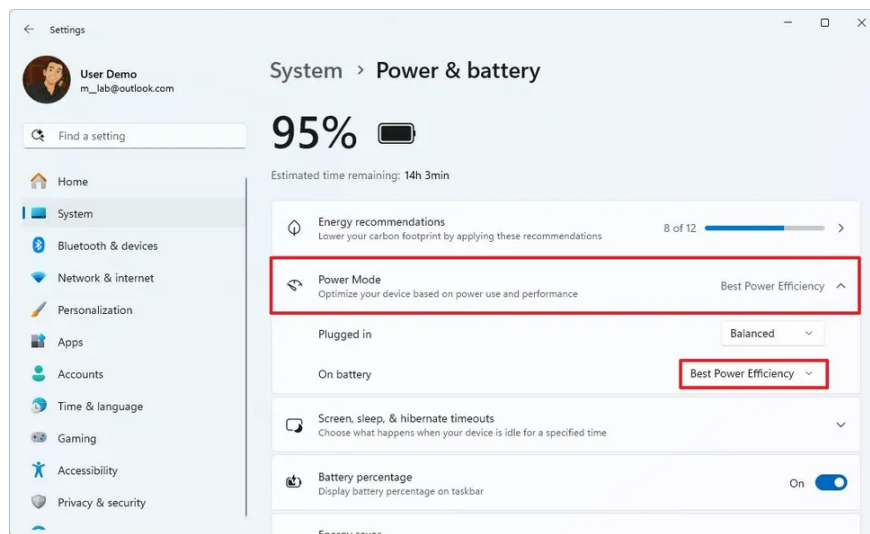 Settings
User Demo
m__lab@outlook.com
Find a setting
Home
System
Bluetooth & devices
Network & internet
Personalization
Apps
Accounts
Time & language
Gaming
Accessibility
Privacy & security
System > Power & battery
95%
Estimated time remaining: 14h 3min
Energy recommendations
Lower your carbon footprint by applying these recommendations
8 of 12
Power Mode
Optimize your device based on power use and performance
Best Power Efficiency
Plugged in
Balanced
On battery
Best Power Efficiency
Screen, sleep, & hibernate timeouts
Choose what happens when your device is idle for a specified time
Battery percentage
Display battery percentage on taskbar
On
Energy saver